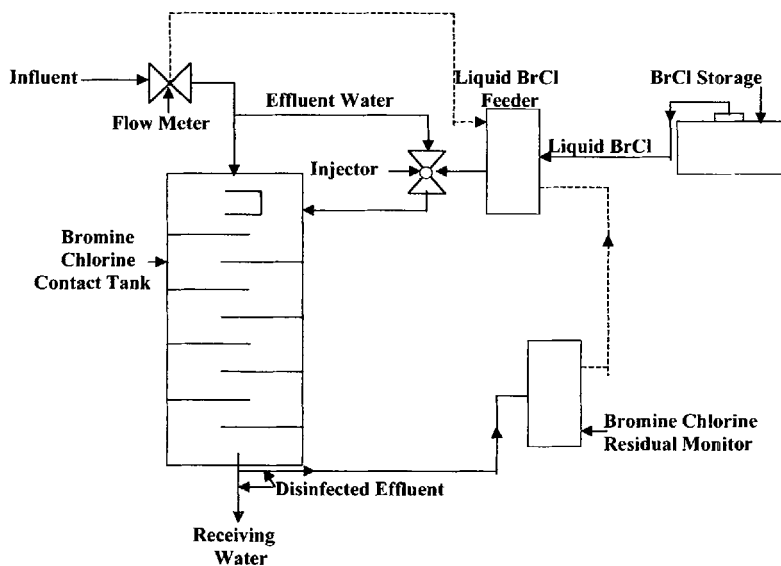 Influent
Flow Meter
Effluent Water
Liquid BrCl
Feeder
BrCl Storage
Liquid BrCl
Injector
Bromine
Chlorine
Contact Tank
Bromine Chlorine
Residual Monitor
Disinfected Effluent
Receiving
Water